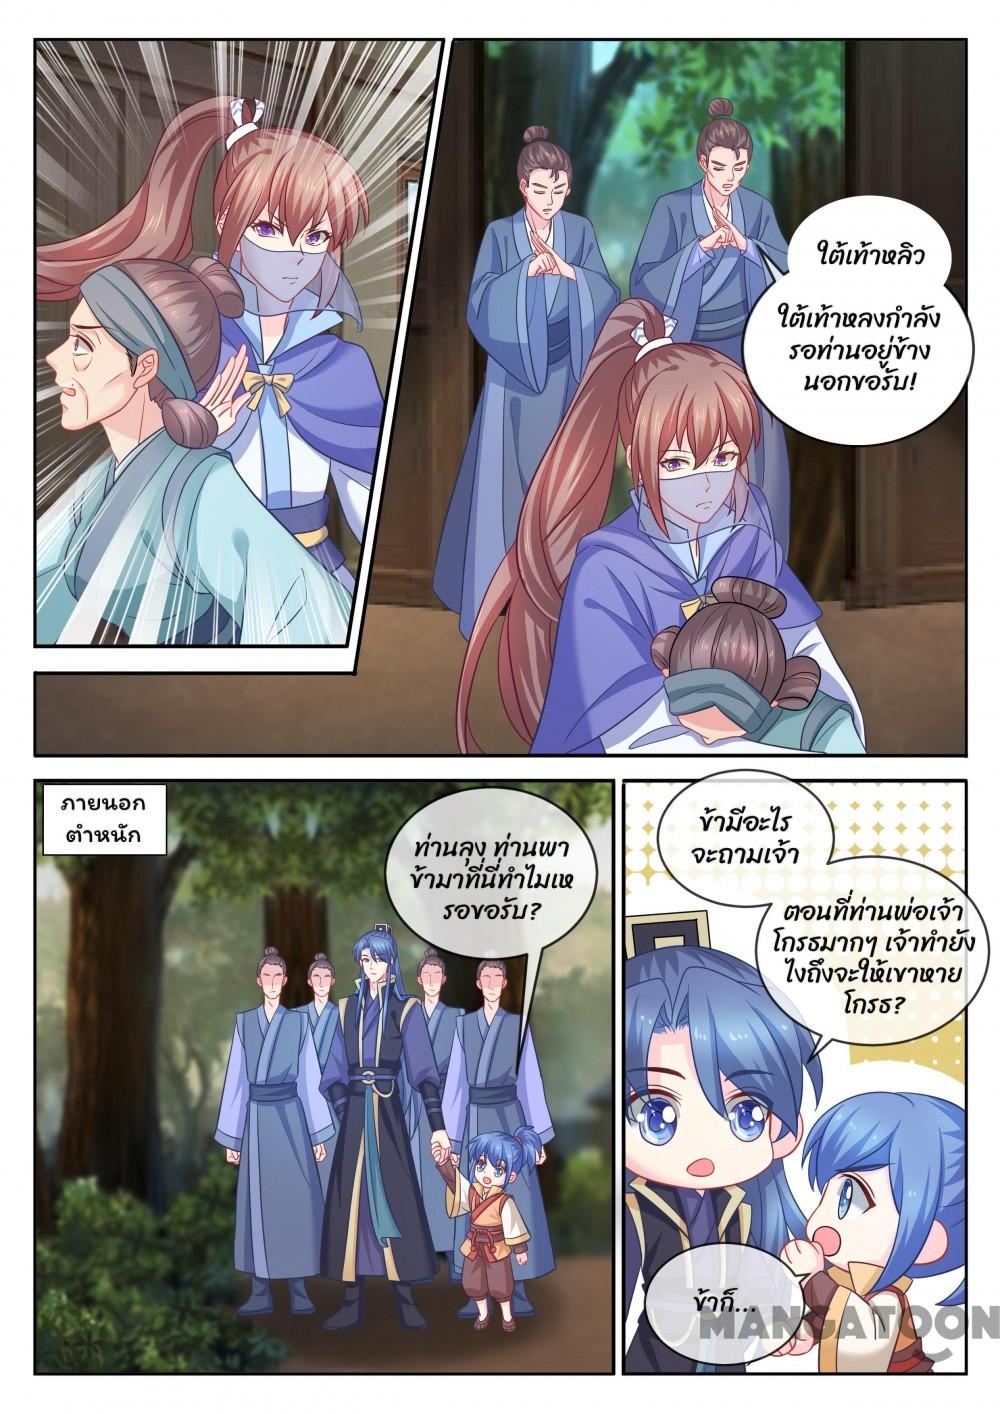 ใต้เท้าหลิว
ใต้เท้าหลงกำลัง
รอท่านอยู่ข้าง
นอกขอรับ!
ภายนอก
ตำหนัก
ท่านลุง ท่านพา
ข้ามาที่นี่ทำไมเห
รอขอรับ?
ข้ามีอะไร
จะถามเจ้า
ตอนที่ท่านพ่อเจ้า
โกรธมากๆ เจ้าทำยัง
ไงถึงจะให้เขาหาย
โกรธ?
ข้าก็...
MANGATOON